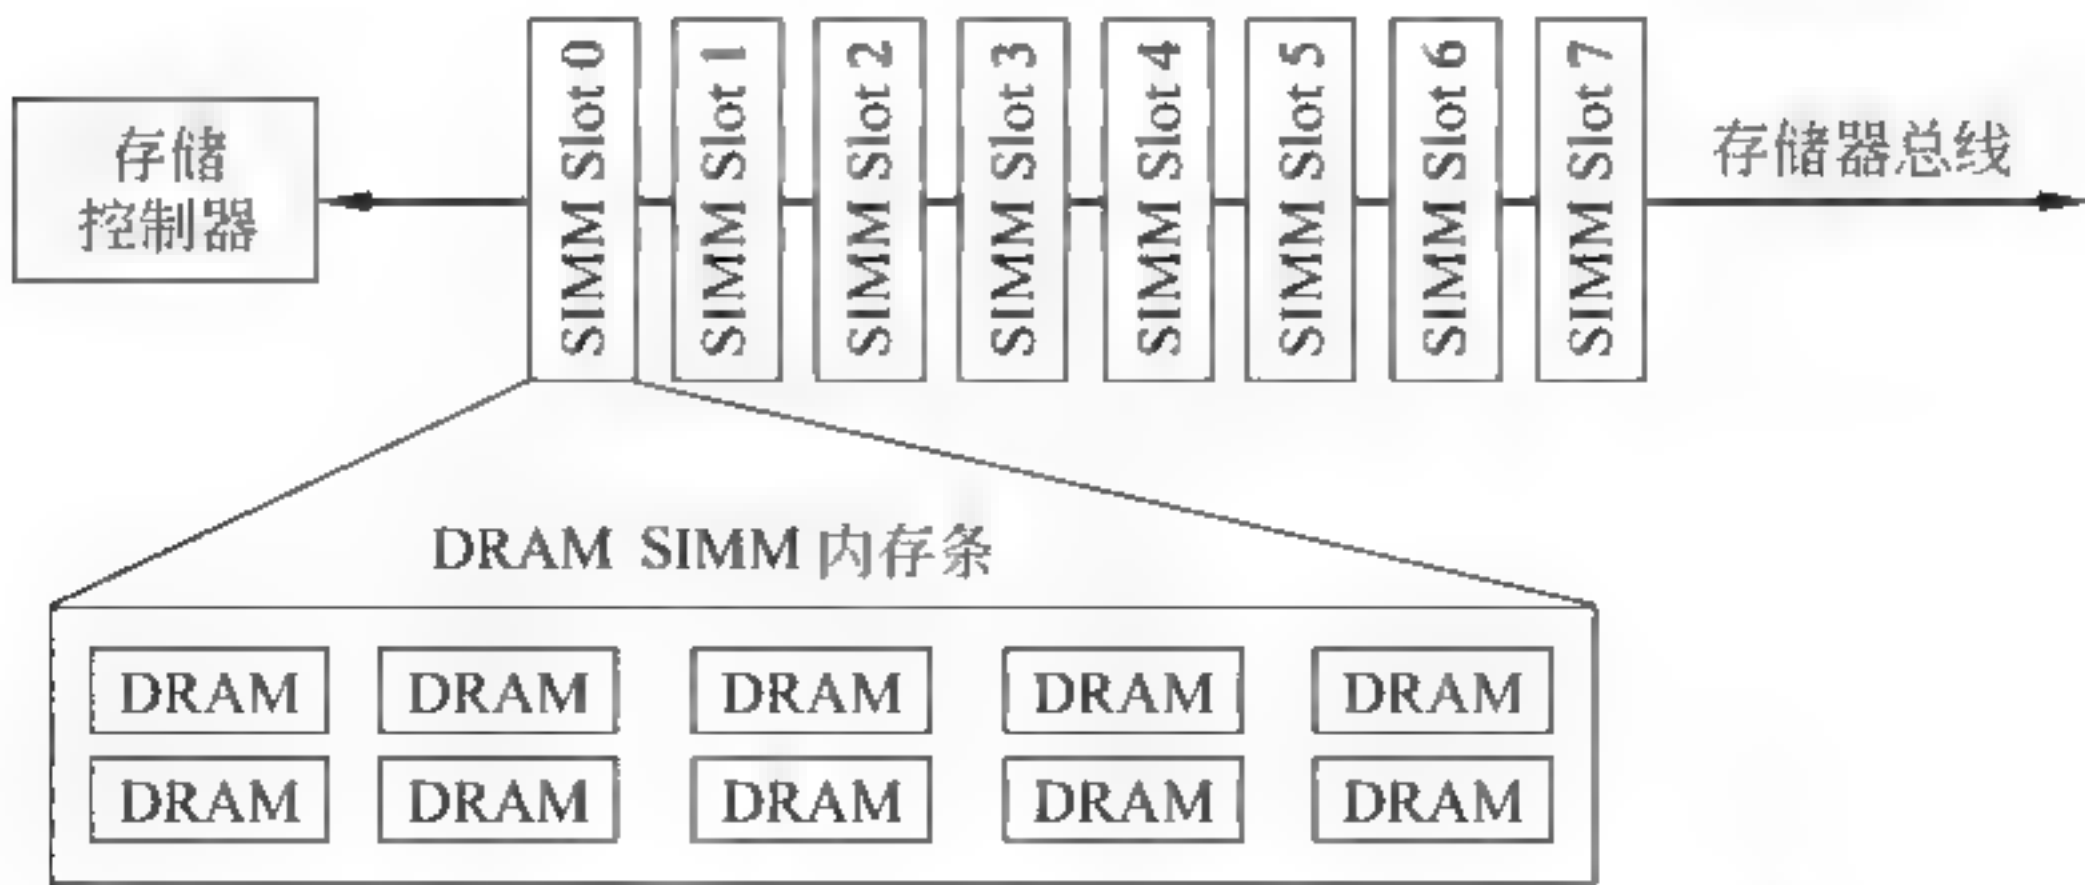 存储
控制器
SIMM Slot 0
SIMM Slot 1
SIMM Slot 2
SIMM Slot 3
SIMM Slot 4
SIMM Slot 5
SIMM Slot 6
SIMM Slot 7
存储器总线
DRAM SIMM 内存条
DRAM DRAM DRAM DRAM DRAM
DRAM DRAM DRAM DRAM DRAM